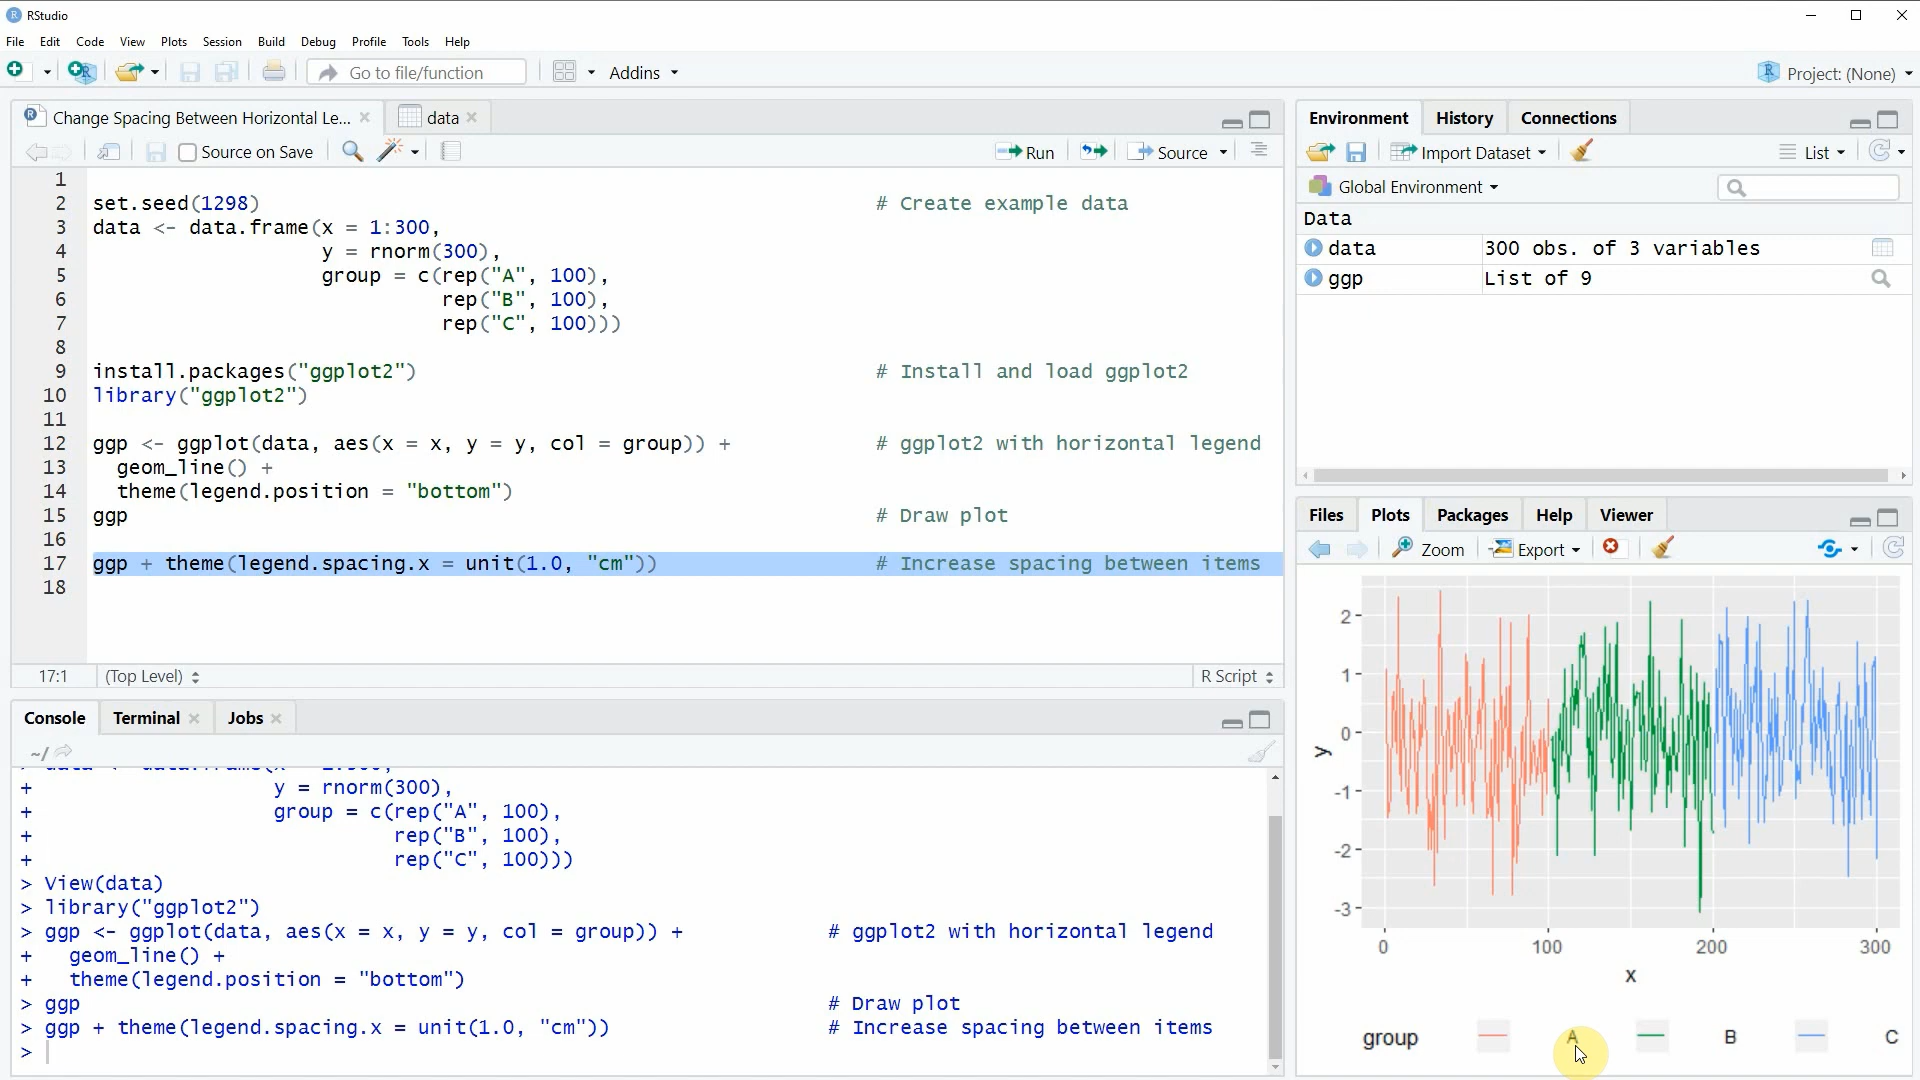 RStudio
File Edit Code View Plots Session Build Debug Profile Tools Help
Go to file/function Addins Project: (None)
Change Spacing Between Horizontal Le... data
Source on Save Run Source
1
2 set.seed(1298) # Create example data
3 data <- data.frame(x = 1:300,
4 y = rnorm(300),
5 group = c(rep("A", 100),
6 rep("B", 100),
7 rep("C", 100)))
8
9 install.packages("ggplot2") # Install and load ggplot2
10 library("ggplot2")
11
12 ggp <- ggplot(data, aes(x = x, y = y, col = group)) + # ggplot2 with horizontal legend
13 geom_line() +
14 theme(legend.position = "bottom")
15 ggp # Draw plot
16
17 ggp + theme(legend.spacing.x = unit(1.0, "cm")) # Increase spacing between items
18
17:1 (Top Level) R Script
Console Terminal Jobs
~/
+ y = rnorm(300),
+ group = c(rep("A", 100),
+ rep("B", 100),
+ rep("C", 100)))
> View(data)
> library("ggplot2")
> ggp <- ggplot(data, aes(x = x, y = y, col = group)) + # ggplot2 with horizontal legend
+ geom_line() +
+ theme(legend.position = "bottom")
> ggp # Draw plot
> ggp + theme(legend.spacing.x = unit(1.0, "cm")) # Increase spacing between items
>
Environment History Connections
Import Dataset List
Global Environment
Data
data 300 obs. of 3 variables
ggp List of 9
Files Plots Packages Help Viewer
Zoom Export
2
1
0
-1
-2
-3
y
0 100 200 300
x
group A B C